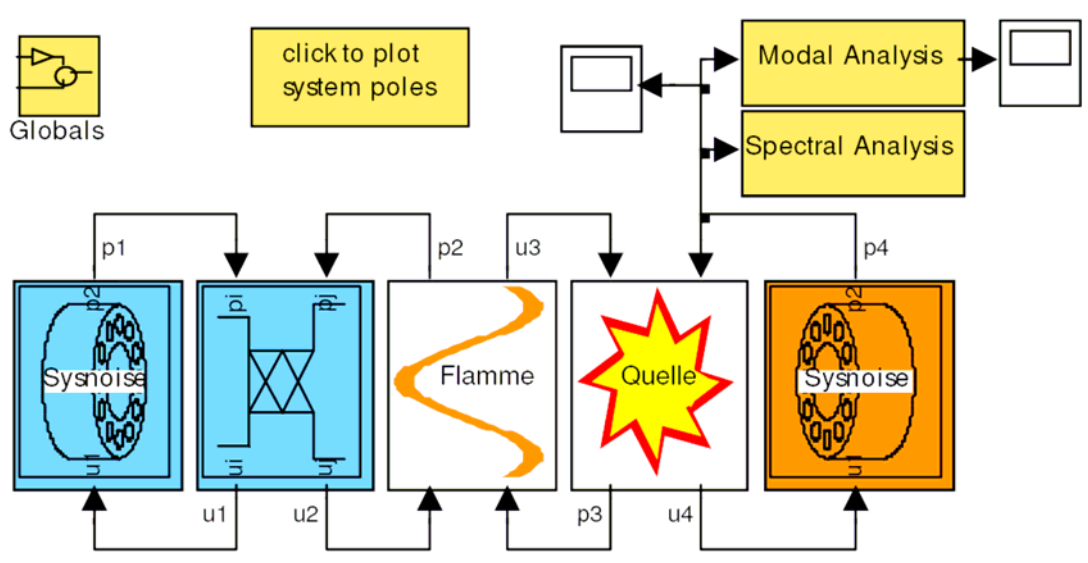 click to plot
system poles
Globals
Modal Analysis
Spectral Analysis
p1
p2
u3
p4
p2
pi
pj
p2
Sysnoise
Flamme
Quelle
Sysnoise
u1
ui
uj
u1
u1
u2
p3
u4